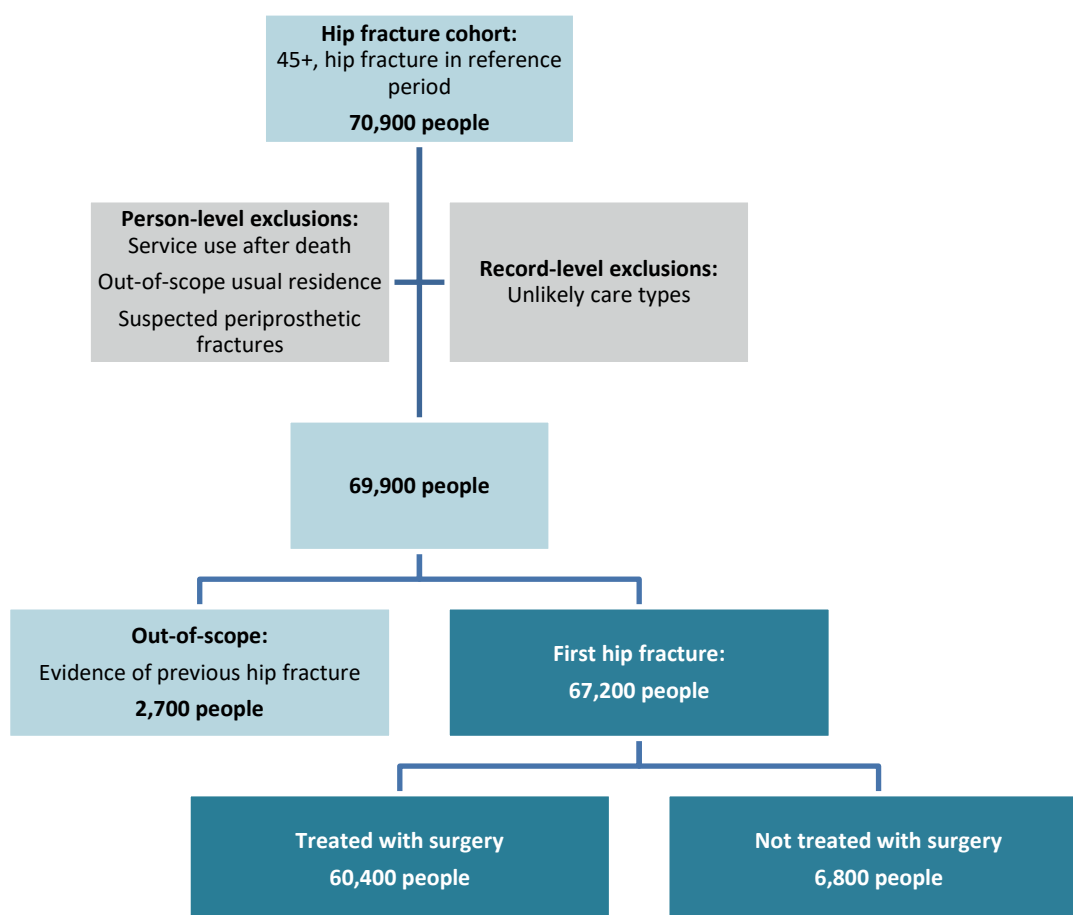 Hip fracture cohort:
45+, hip fracture in reference
period
70,900 people
Person-level exclusions:
Service use after death
Out-of-scope usual residence
Suspected periprosthetic
fractures
Record-level exclusions:
Unlikely care types
69,900 people
Out-of-scope:
Evidence of previous hip fracture
2,700 people
First hip fracture:
67,200 people
Treated with surgery
60,400 people
Not treated with surgery
6,800 people